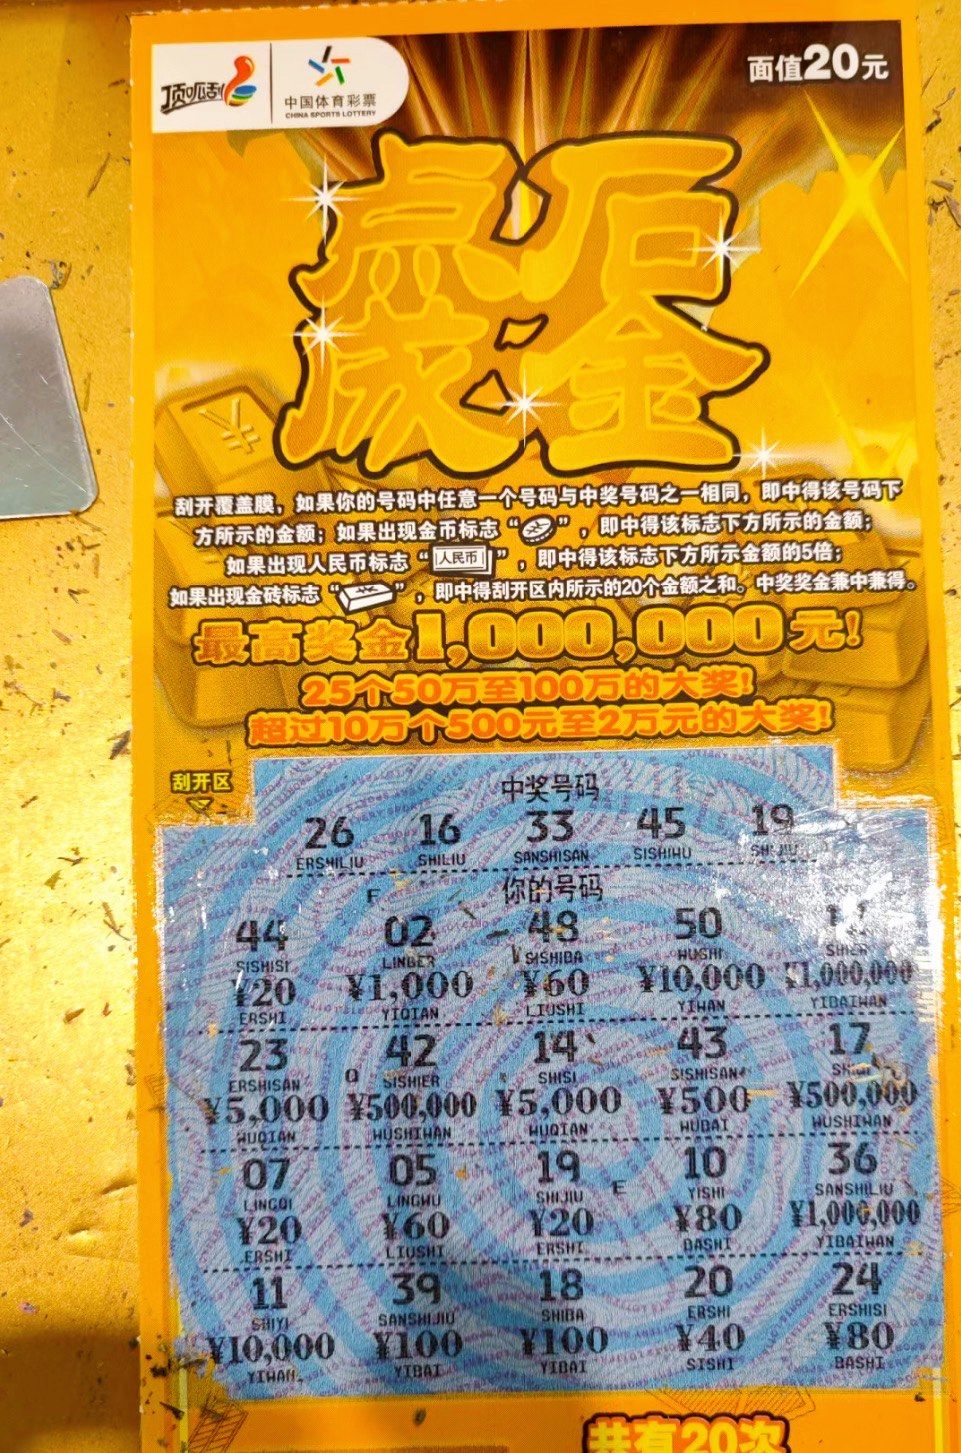 顶呱刮
中国体育彩票
CHINA SPORTS LOTTERY
面值20元
点石
成金
刮开覆盖膜，如果你的号码中任意一个号码与中奖号码之一相同，即中得该号码下
方所示的金额；如果出现金币标志“ ”，即中得该标志下方所示的金额；
如果出现人民币标志“人民币”，即中得该标志下方所示金额的5倍；
如果出现金砖标志“ ”，即中得刮开区内所示的20个金额之和。中奖奖金兼中兼得。
最高奖金1,000,000元！
25个50万至100万的大奖！
超过10万个500元至2万元的大奖！
刮开区
中奖号码
26 16 33 45 19
ERSHILIU SHILIU SANSHISAN SISHIWU SHIJIU
F
你的号码
44 02 48 50
SISHISI LINGER SISHIBA WUSHI SHIER
¥20 ¥1,000 ¥60 ¥10,000 ¥1,000,000
ERSHI YIQIAN LIUSHI YIWAN YIBAIWAN
23 42 14 43 17
ERSHISAN Q SISHIER SHISI SISHISAN SHIQI
¥5,000 ¥500,000 ¥5,000 ¥500 ¥500,000
WUQIAN WUSHIWAN WUQIAN WUBAI WUSHIWAN
07 05 19 10 36
LINGQI LINGWU SHIJIU E YISHI SANSHILIU
¥20 ¥60 ¥20 ¥80 ¥1,000,000
ERSHI LIUSHI ERSHI BASHI YIBAIWAN
11 39 18 20 24
SHIYI SANSHIJIU SHIBA ERSHI ERSHISI
¥10,000 ¥100 ¥100 ¥40 ¥80
YIWAN YIBAI YIBAI SISHI BASHI
共有20次